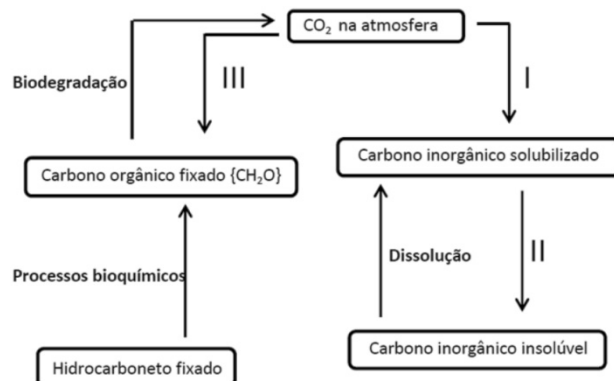 CO₂ na atmosfera
Biodegradação
III
I
Carbono orgânico fixado {CH₂O}
Carbono inorgânico solubilizado
Processos bioquímicos
Dissolução
II
Hidrocarboneto fixado
Carbono inorgânico insolúvel